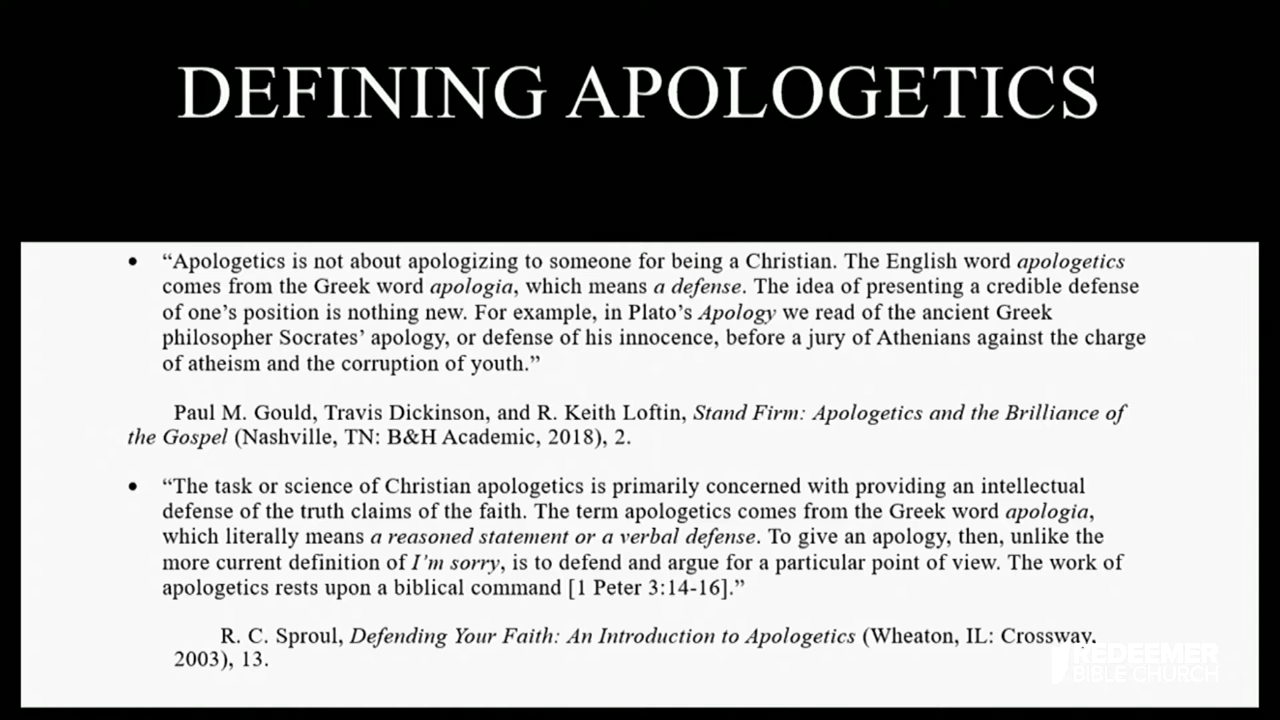 DEFINING APOLOGETICS
• “Apologetics is not about apologizing to someone for being a Christian. The English word apologetics
comes from the Greek word apologia, which means a defense. The idea of presenting a credible defense
of one’s position is nothing new. For example, in Plato’s Apology we read of the ancient Greek
philosopher Socrates’ apology, or defense of his innocence, before a jury of Athenians against the charge
of atheism and the corruption of youth.”
Paul M. Gould, Travis Dickinson, and R. Keith Loftin, Stand Firm: Apologetics and the Brilliance of
the Gospel (Nashville, TN: B&H Academic, 2018), 2.
• “The task or science of Christian apologetics is primarily concerned with providing an intellectual
defense of the truth claims of the faith. The term apologetics comes from the Greek word apologia,
which literally means a reasoned statement or a verbal defense. To give an apology, then, unlike the
more current definition of I’m sorry, is to defend and argue for a particular point of view. The work of
apologetics rests upon a biblical command [1 Peter 3:14-16].”
R. C. Sproul, Defending Your Faith: An Introduction to Apologetics (Wheaton, IL: Crossway,
2003), 13.
REDEEMER
BIBLE CHURCH